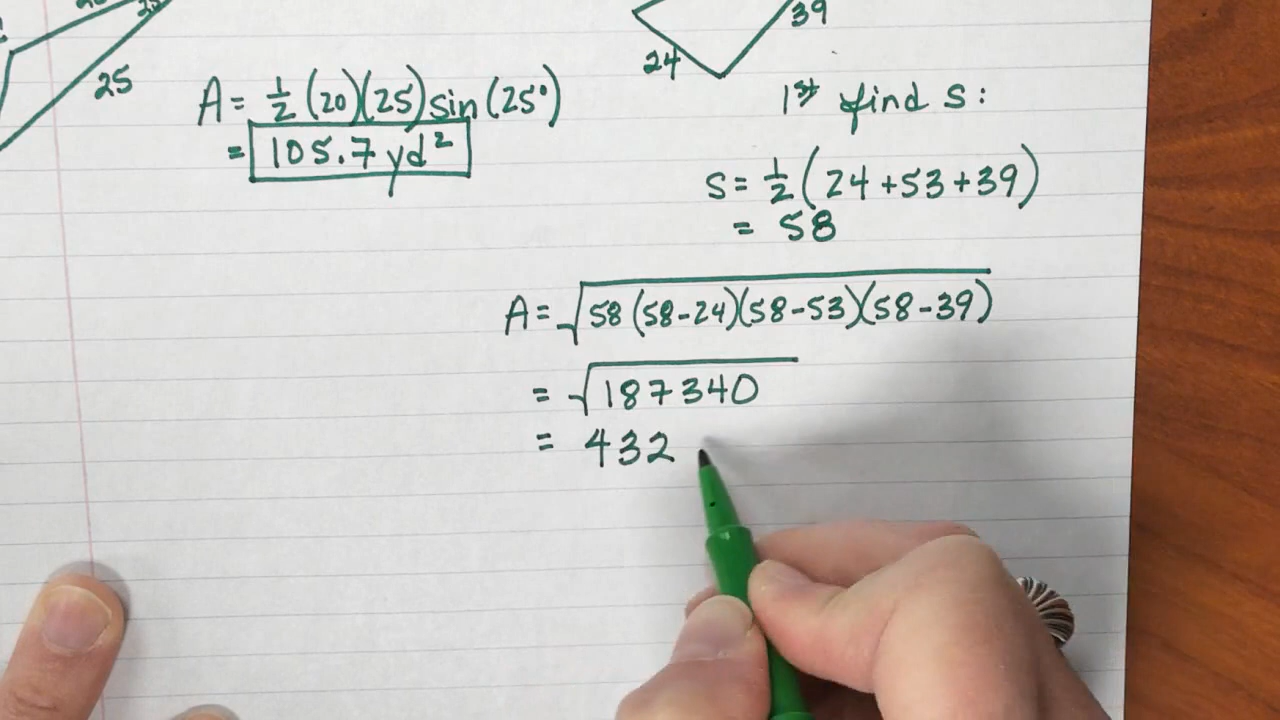 25
A = 1/2 (20)(25) sin (25°)
= 105.7 yd²
24
39
1st find s:
s = 1/2 (24 + 53 + 39)
= 58
A = √58 (58-24)(58-53)(58-39)
= √187340
= 432